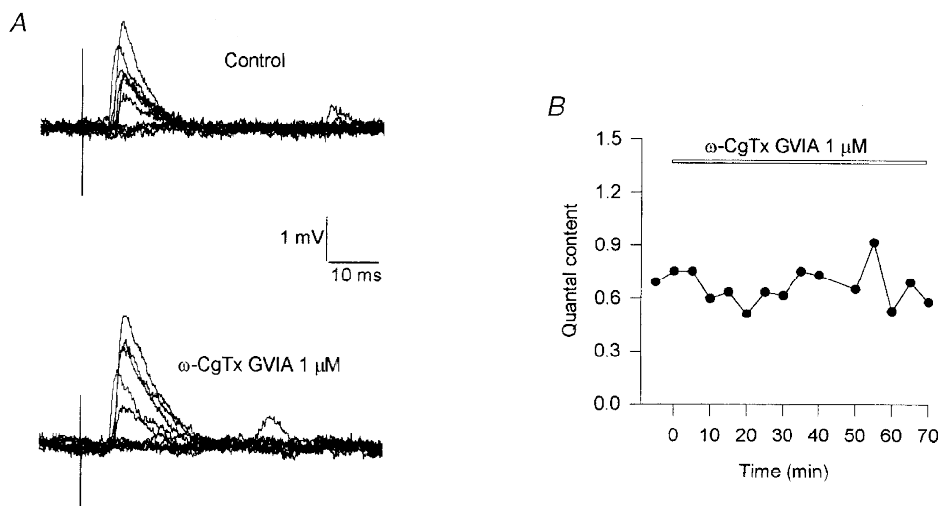 A
Control
1 mV
10 ms
ω-CgTx GVIA 1 μM
B
ω-CgTx GVIA 1 μM
1.5
1.2
0.9
0.6
0.3
0.0
Quantal content
0 10 20 30 40 50 60 70
Time (min)